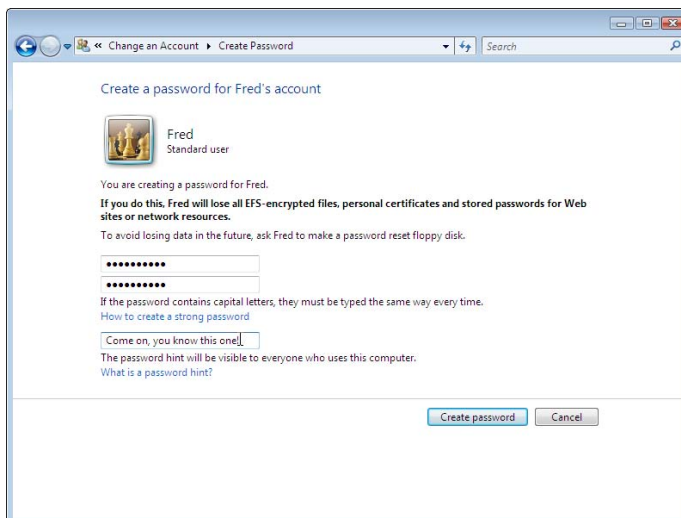 « Change an Account ▸ Create Password
Search
Create a password for Fred's account
Fred
Standard user
You are creating a password for Fred.
If you do this, Fred will lose all EFS-encrypted files, personal certificates and stored passwords for Web
sites or network resources.
To avoid losing data in the future, ask Fred to make a password reset floppy disk.
••••••••••
••••••••••
If the password contains capital letters, they must be typed the same way every time.
How to create a strong password
Come on, you know this one!
The password hint will be visible to everyone who uses this computer.
What is a password hint?
Create password
Cancel